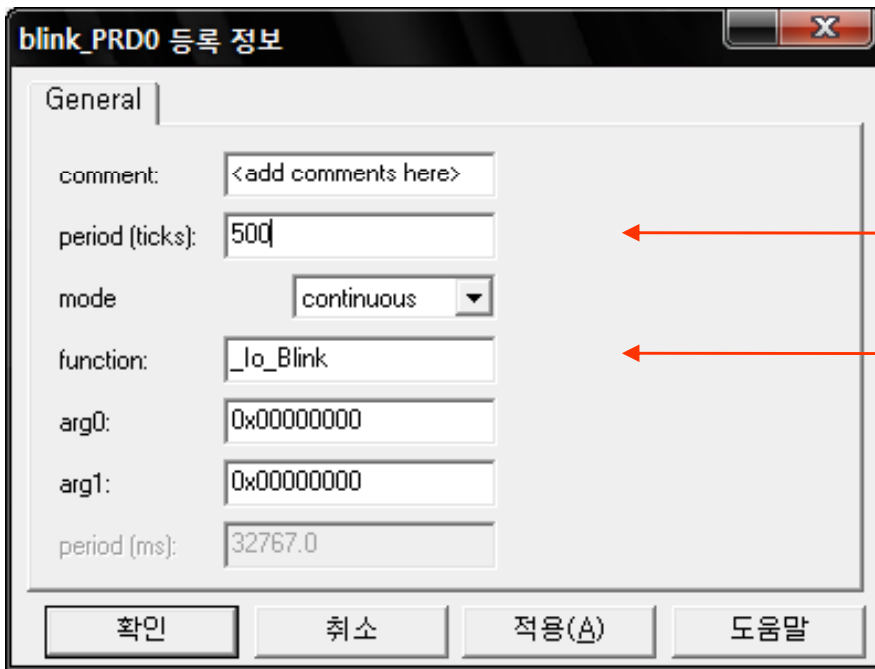 blink_PRD0 등록 정보
General
comment: <add comments here>
period (ticks): 500
mode continuous
function: _Io_Blink
arg0: 0x00000000
arg1: 0x00000000
period (ms): 32767.0
확인 취소 적용(A) 도움말